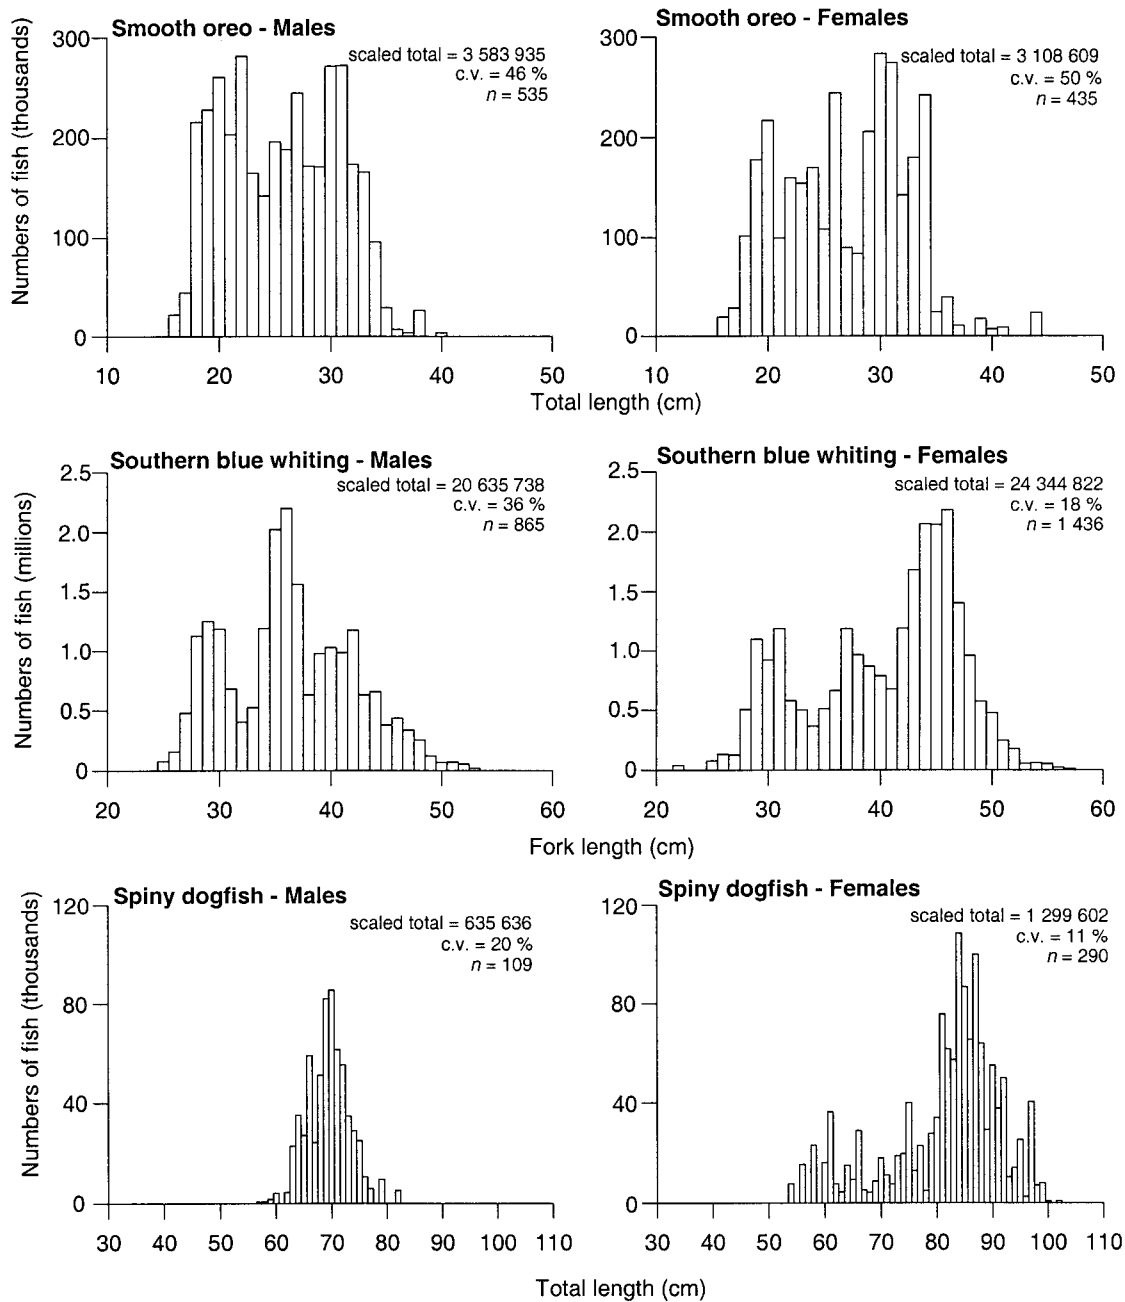 Smooth oreo - Males
scaled total = 3 583 935
c.v. = 46 %
n = 535
Numbers of fish (thousands)
300
200
100
0
10 20 30 40 50
Smooth oreo - Females
scaled total = 3 108 609
c.v. = 50 %
n = 435
300
200
100
0
10 20 30 40 50
Total length (cm)
Southern blue whiting - Males
scaled total = 20 635 738
c.v. = 36 %
n = 865
Numbers of fish (millions)
2.5
2.0
1.5
1.0
0.5
0
20 30 40 50 60
Southern blue whiting - Females
scaled total = 24 344 822
c.v. = 18 %
n = 1 436
2.5
2.0
1.5
1.0
0.5
0
20 30 40 50 60
Fork length (cm)
Spiny dogfish - Males
scaled total = 635 636
c.v. = 20 %
n = 109
Numbers of fish (thousands)
120
80
40
0
30 40 50 60 70 80 90 100 110
Spiny dogfish - Females
scaled total = 1 299 602
c.v. = 11 %
n = 290
120
80
40
0
30 40 50 60 70 80 90 100 110
Total length (cm)